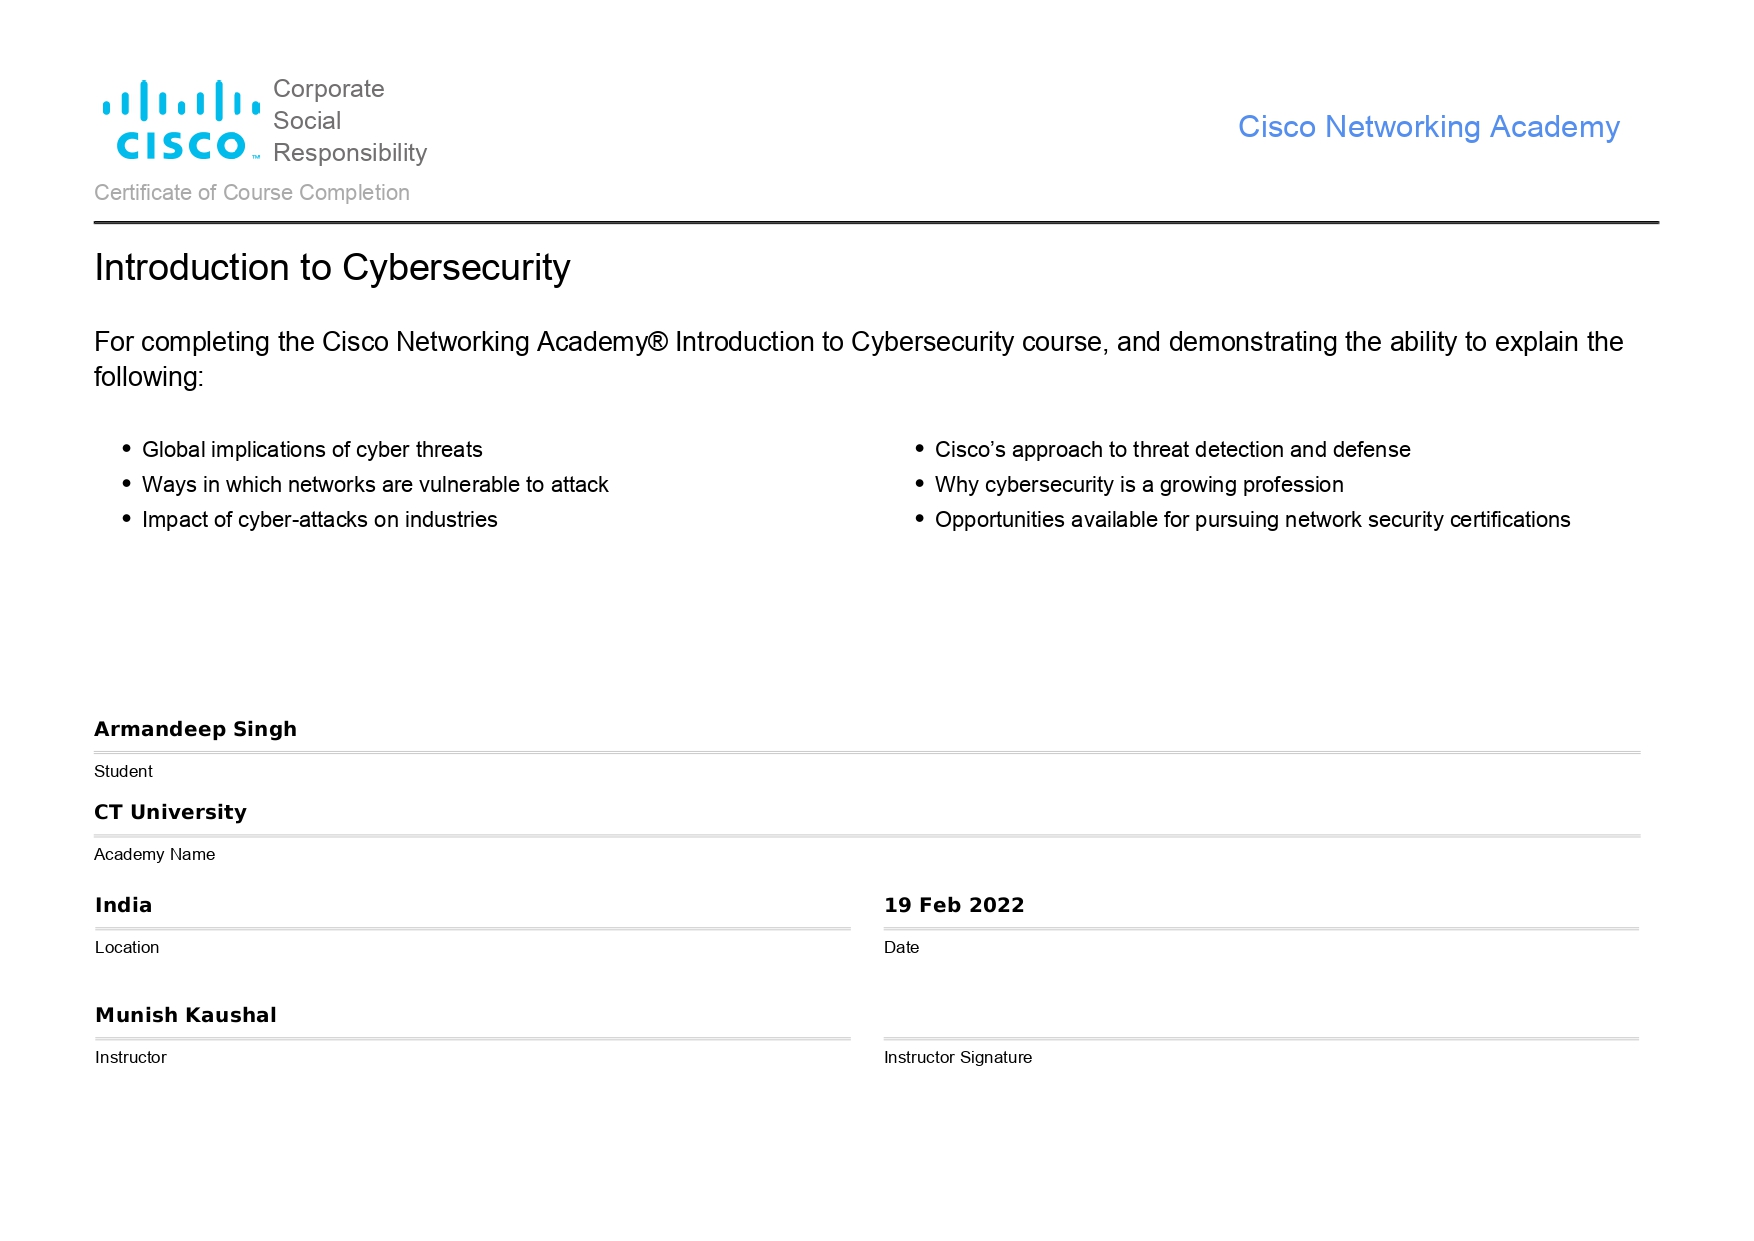 Corporate
Social
Responsibility
CISCO™
Cisco Networking Academy
Certificate of Course Completion
Introduction to Cybersecurity
For completing the Cisco Networking Academy® Introduction to Cybersecurity course, and demonstrating the ability to explain the
following:
• Global implications of cyber threats
• Ways in which networks are vulnerable to attack
• Impact of cyber-attacks on industries
• Cisco’s approach to threat detection and defense
• Why cybersecurity is a growing profession
• Opportunities available for pursuing network security certifications
Armandeep Singh
Student
CT University
Academy Name
India
Location
19 Feb 2022
Date
Munish Kaushal
Instructor
Instructor Signature